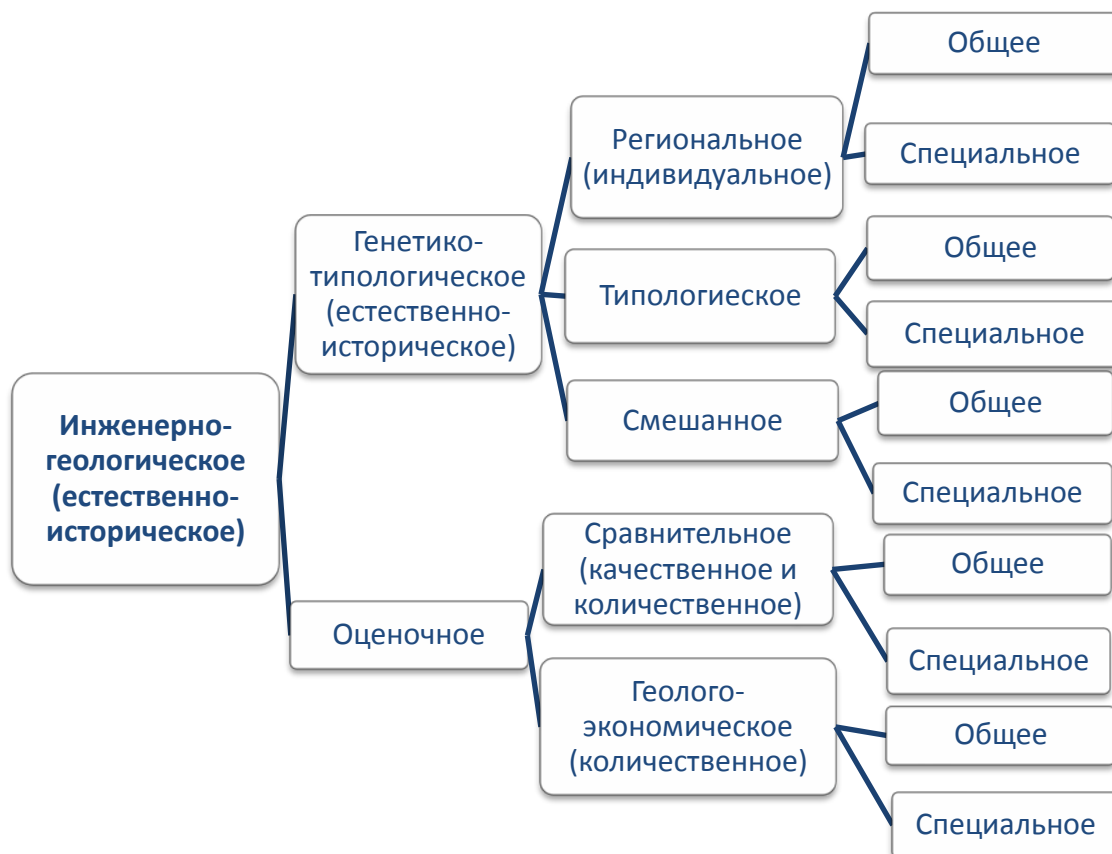 Инженерно-
геологическое
(естественно-
историческое)
Генетико-
типологическое
(естественно-
историческое)
Региональное
(индивидуальное)
Общее
Специальное
Типологиеское
Общее
Специальное
Смешанное
Общее
Специальное
Оценочное
Сравнительное
(качественное и
количественное)
Общее
Специальное
Геолого-
экономическое
(количественное)
Общее
Специальное